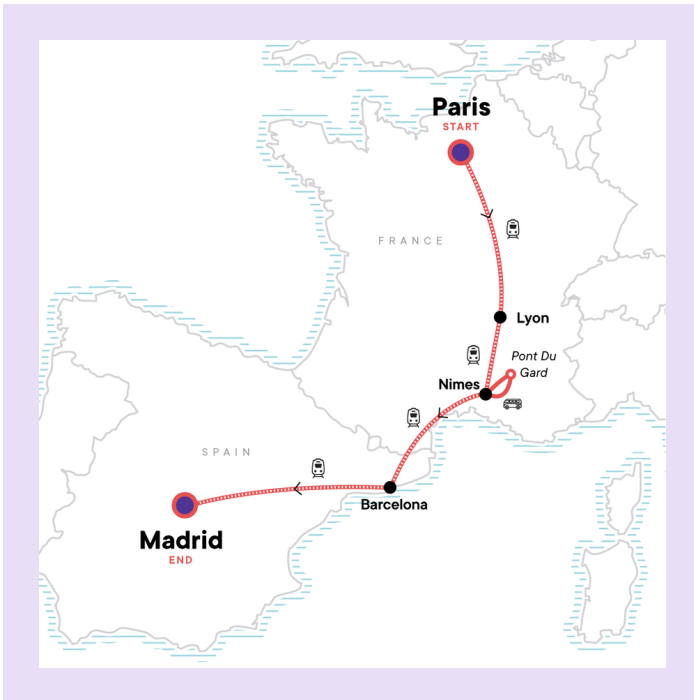 Paris
START
FRANCE
Lyon
Pont Du
Gard
Nimes
SPAIN
Barcelona
Madrid
END